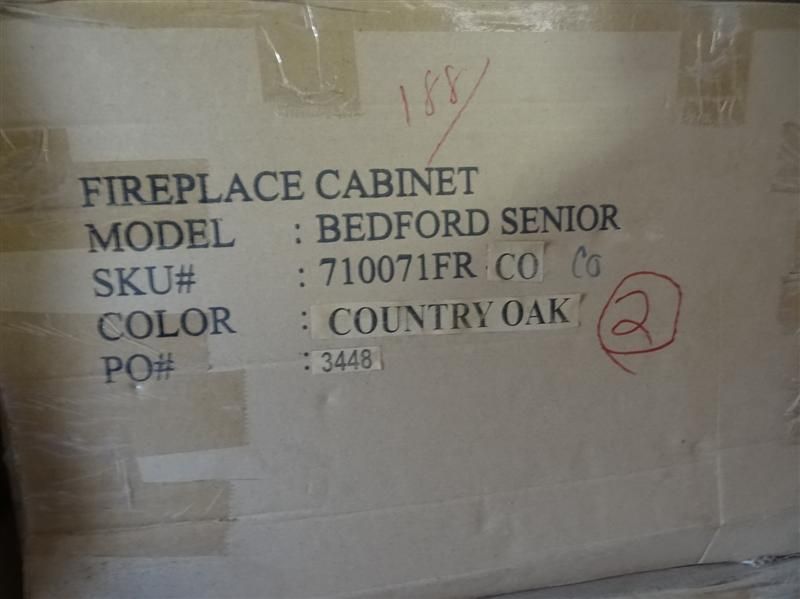 188/
FIREPLACE CABINET
MODEL : BEDFORD SENIOR
SKU# : 710071FR CO Co
COLOR : COUNTRY OAK
2
PO# : 3448